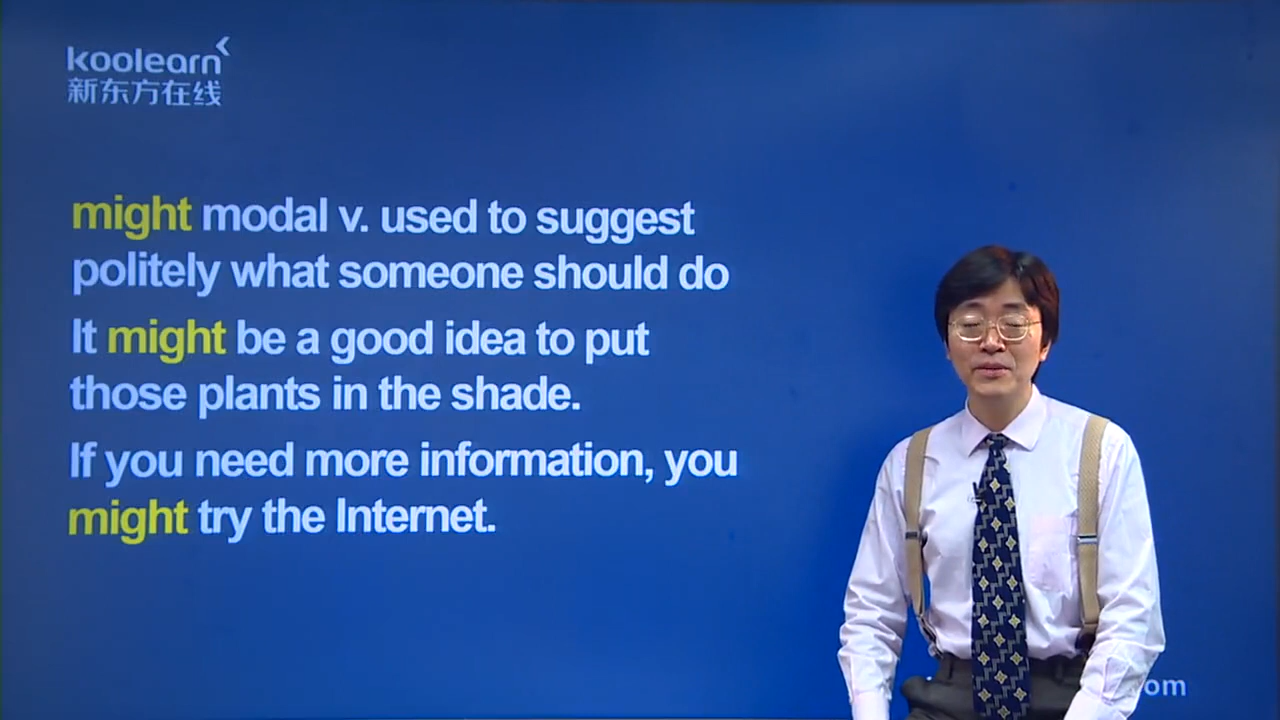 koolearn
新东方在线
might modal v. used to suggest
politely what someone should do
It might be a good idea to put
those plants in the shade.
If you need more information, you
might try the Internet.
om